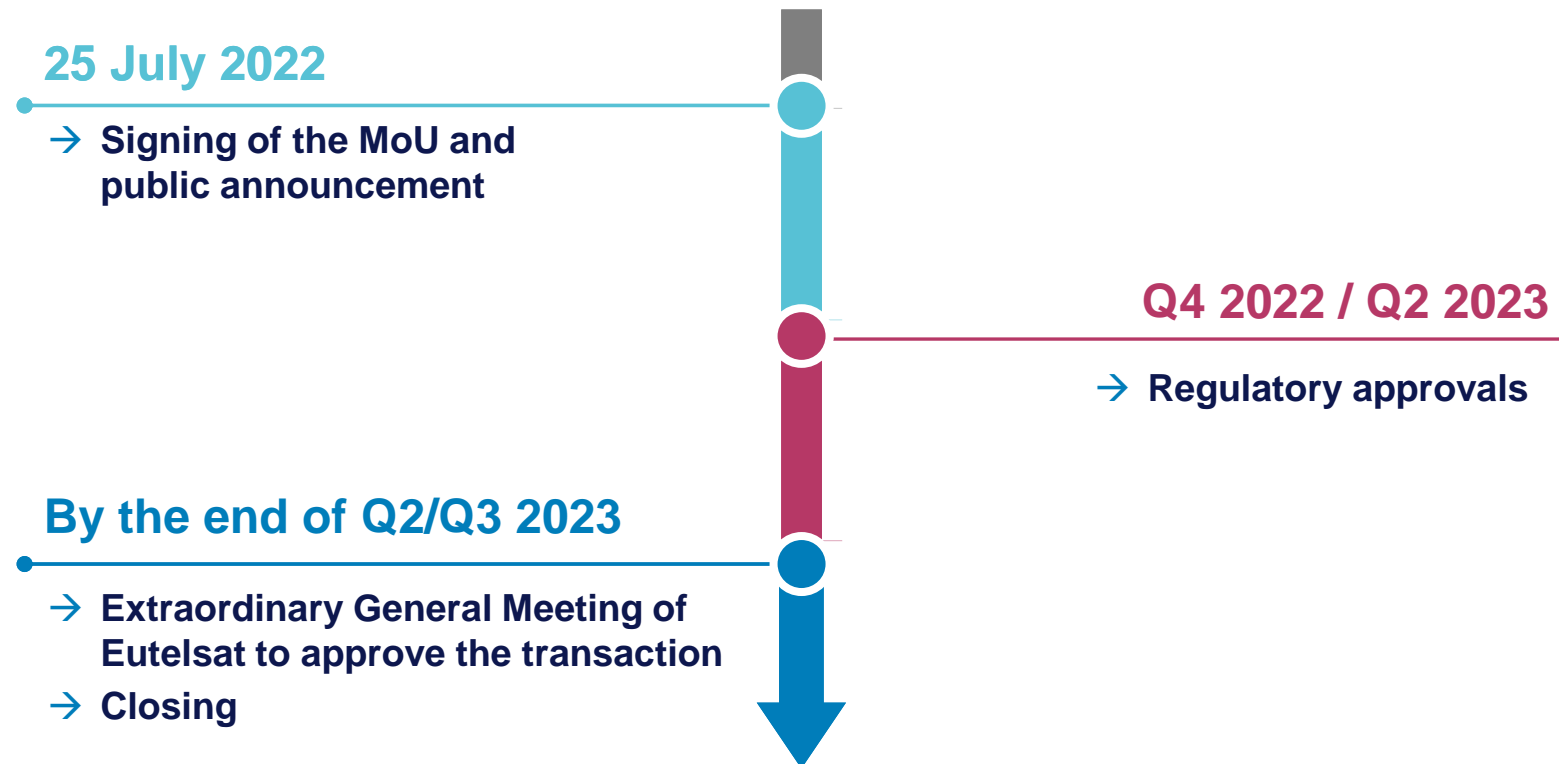 25 July 2022
→ Signing of the MoU and
public announcement
Q4 2022 / Q2 2023
→ Regulatory approvals
By the end of Q2/Q3 2023
→ Extraordinary General Meeting of
Eutelsat to approve the transaction
→ Closing